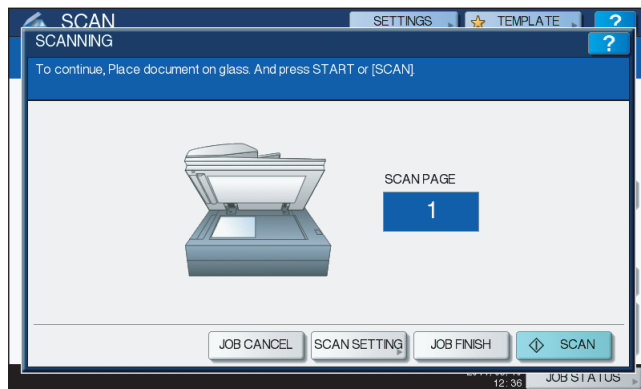 SCAN
SETTINGS
TEMPLATE
?
SCANNING
?
To continue, Place document on glass. And press START or [SCAN].
SCAN PAGE
1
JOB CANCEL
SCAN SETTING
JOB FINISH
SCAN
12:36
JOB STATUS